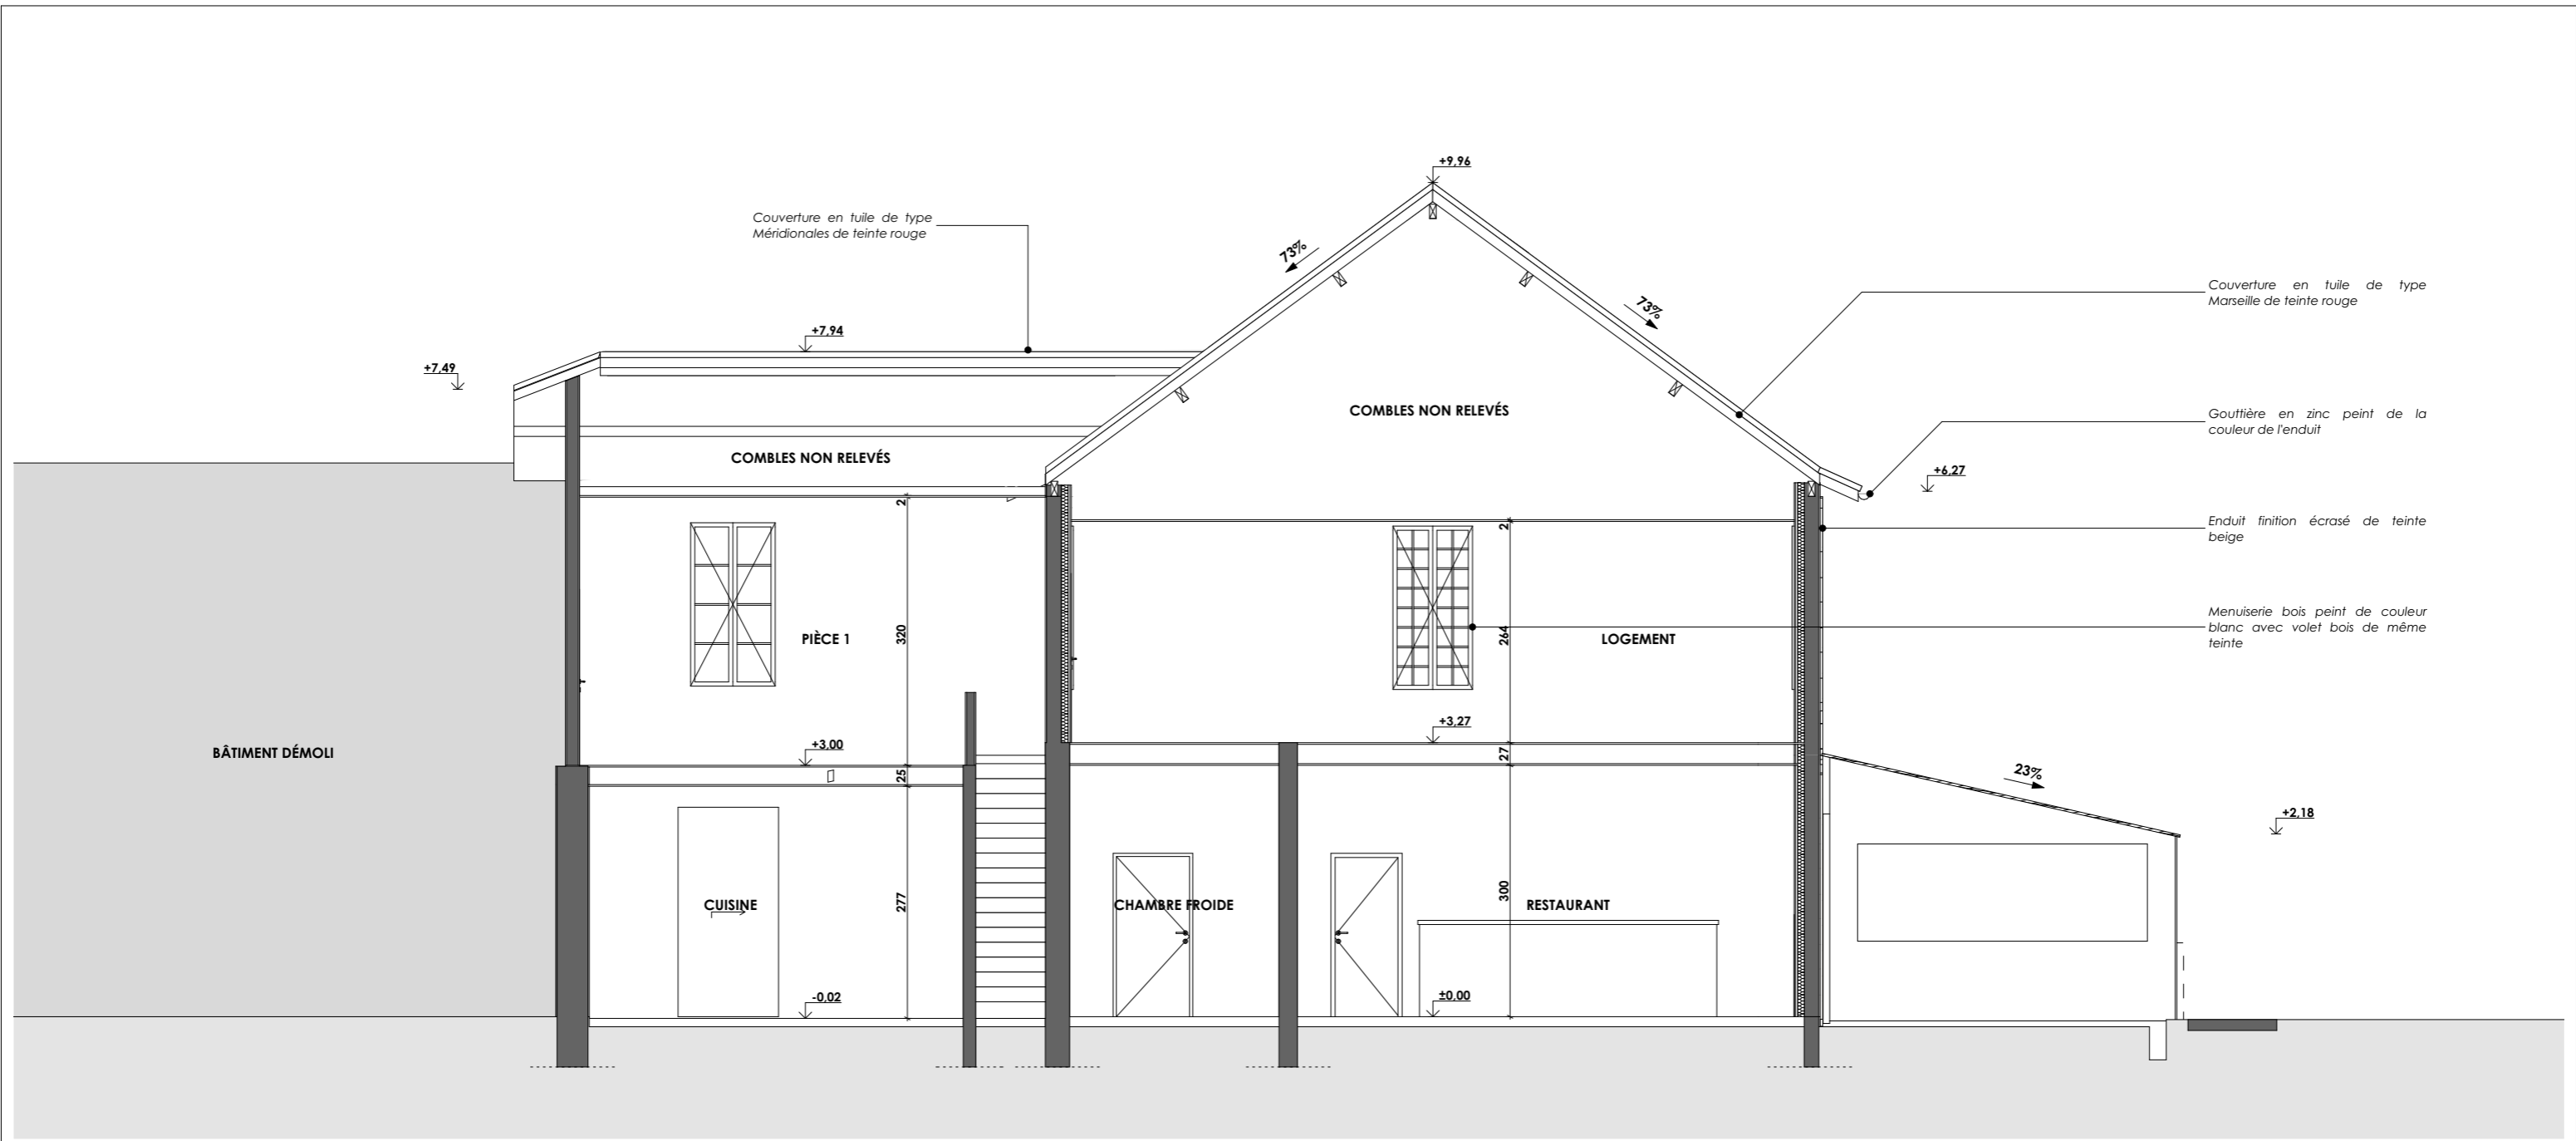 +9,96
Couverture en tuile de type
Méridionales de teinte rouge
73%
73%
Couverture en tuile de type
Marseille de teinte rouge
+7,94
+7,49
COMBLES NON RELEVÉS
Gouttière en zinc peint de la
couleur de l'enduit
COMBLES NON RELEVÉS
+6,27
2
2
Enduit finition écrasé de teinte
beige
PIÈCE 1
320
264
LOGEMENT
Menuiserie bois peint de couleur
blanc avec volet bois de même
teinte
BÂTIMENT DÉMOLI
+3,00
+3,27
25
27
23%
+2,18
CUISINE
277
CHAMBRE FROIDE
300
RESTAURANT
-0,02
±0,00